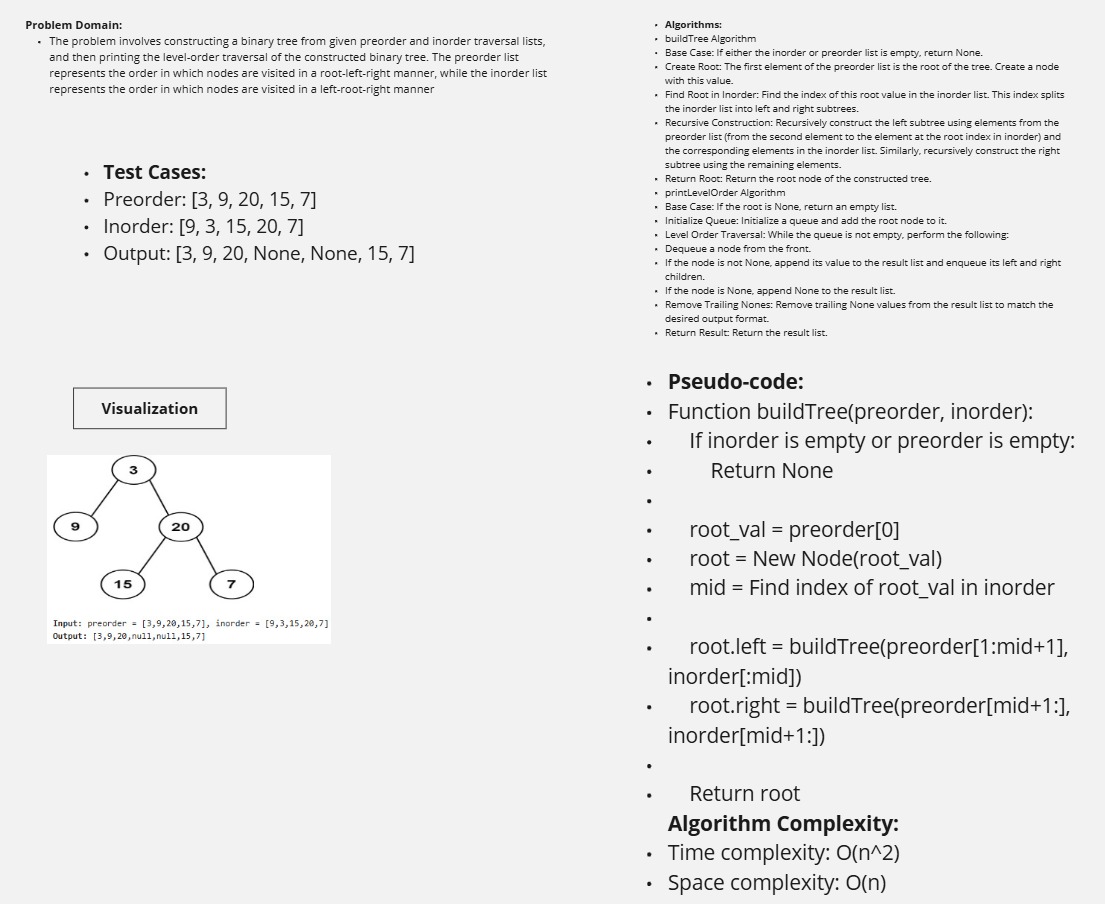 Problem Domain:
• The problem involves constructing a binary tree from given preorder and inorder traversal lists,
and then printing the level-order traversal of the constructed binary tree. The preorder list
represents the order in which nodes are visited in a root-left-right manner, while the inorder list
represents the order in which nodes are visited in a left-root-right manner
• Test Cases:
• Preorder: [3, 9, 20, 15, 7]
• Inorder: [9, 3, 15, 20, 7]
• Output: [3, 9, 20, None, None, 15, 7]
Visualization
3
9
20
15
7
Input: preorder = [3,9,20,15,7], inorder = [9,3,15,20,7]
Output: [3,9,20,null,null,15,7]
• Algorithms:
• buildTree Algorithm
• Base Case: If either the inorder or preorder list is empty, return None.
• Create Root: The first element of the preorder list is the root of the tree. Create a node
with this value.
• Find Root in Inorder: Find the index of this root value in the inorder list. This index splits
the inorder list into left and right subtrees.
• Recursive Construction: Recursively construct the left subtree using elements from the
preorder list (from the second element to the element at the root index in inorder) and
the corresponding elements in the inorder list. Similarly, recursively construct the right
subtree using the remaining elements.
• Return Root: Return the root node of the constructed tree.
• printLevelOrder Algorithm
• Base Case: If the root is None, return an empty list.
• Initialize Queue: Initialize a queue and add the root node to it.
• Level Order Traversal: While the queue is not empty, perform the following:
• Dequeue a node from the front.
• If the node is not None, append its value to the result list and enqueue its left and right
children.
• If the node is None, append None to the result list.
• Remove Trailing Nones: Remove trailing None values from the result list to match the
desired output format.
• Return Result: Return the result list.
• Pseudo-code:
• Function buildTree(preorder, inorder):
• If inorder is empty or preorder is empty:
• Return None
•
• root_val = preorder[0]
• root = New Node(root_val)
• mid = Find index of root_val in inorder
•
• root.left = buildTree(preorder[1:mid+1],
inorder[:mid])
• root.right = buildTree(preorder[mid+1:],
inorder[mid+1:])
•
• Return root
Algorithm Complexity:
• Time complexity: O(n^2)
• Space complexity: O(n)